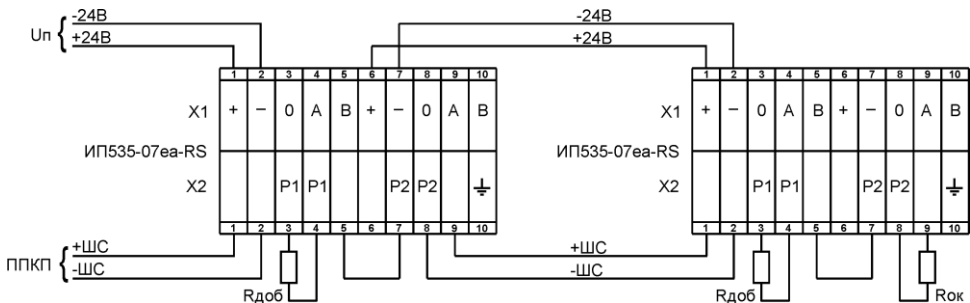 -24В -24В
Uп {
+24В +24В
1 2 3 4 5 6 7 8 9 10 1 2 3 4 5 6 7 8 9 10
X1 + − 0 A B + − 0 A B X1 + − 0 A B + − 0 A B
ИП535-07еа-RS ИП535-07еа-RS
X2 P1 P1 P2 P2 X2 P1 P1 P2 P2
1 2 3 4 5 6 7 8 9 10 1 2 3 4 5 6 7 8 9 10
+ШС +ШС
ППКП {
-ШС -ШС
Rдоб Rдоб Rок